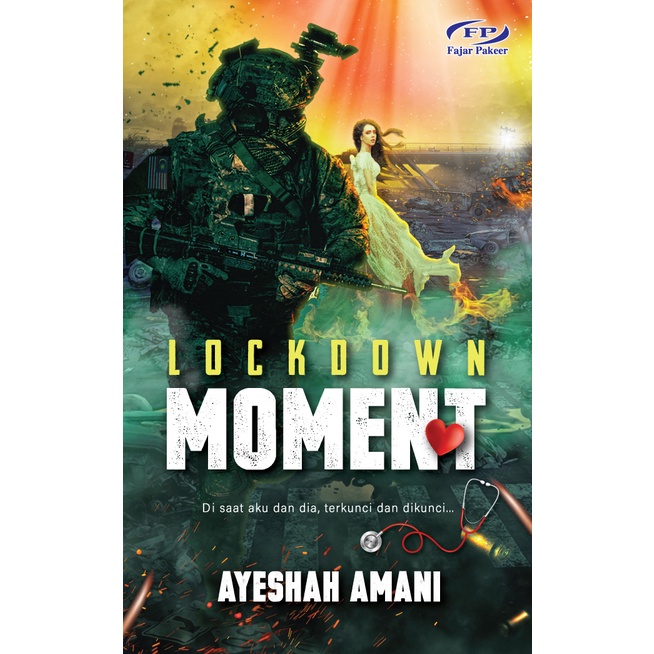 FP
Fajar Pakeer
LOCKDOWN
MOMENT
Di saat aku dan dia, terkunci dan dikunci...
AYESHAH AMANI